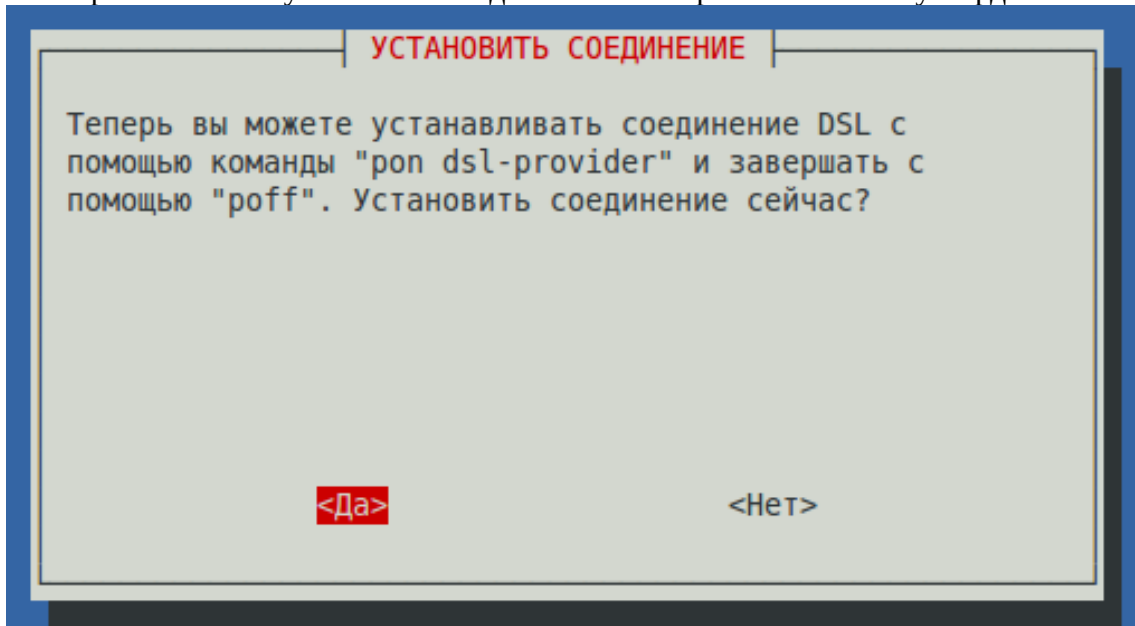 УСТАНОВИТЬ СОЕДИНЕНИЕ
Теперь вы можете устанавливать соединение DSL с
помощью команды "pon dsl-provider" и завершать с
помощью "poff". Установить соединение сейчас?
<Да> <Нет>